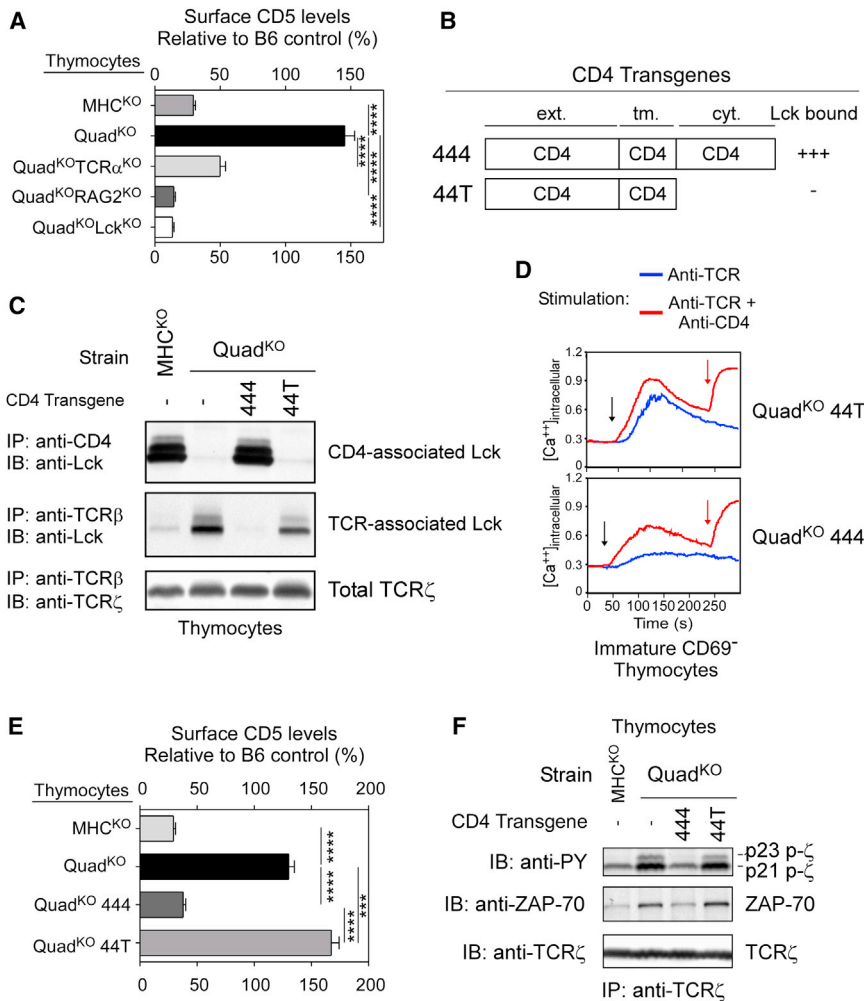 A
Surface CD5 levels
Relative to B6 control (%)
Thymocytes
0 50 100 150
MHCᴷᴼ
Quadᴷᴼ
QuadᴷᴼTCRαᴷᴼ
QuadᴷᴼRAG2ᴷᴼ
QuadᴷᴼLckᴷᴼ
**** **** **** ****
0 50 100 150
B
CD4 Transgenes
ext. tm. cyt. Lck bound
444 CD4 CD4 CD4 +++
44T CD4 CD4 -
C
Strain MHCᴷᴼ Quadᴷᴼ
CD4 Transgene - - 444 44T
IP: anti-CD4
IB: anti-Lck
CD4-associated Lck
IP: anti-TCRβ
IB: anti-Lck
TCR-associated Lck
IP: anti-TCRβ
IB: anti-TCRζ
Total TCRζ
Thymocytes
D
Stimulation:
Anti-TCR
Anti-TCR +
Anti-CD4
1.2
0.9
0.6
0.3
0
[Ca⁺⁺]intracellular
Quadᴷᴼ 44T
1.2
0.9
0.6
0.3
0
[Ca⁺⁺]intracellular
Quadᴷᴼ 444
0 50 100 150 200 250
Time (s)
Immature CD69⁻
Thymocytes
E
Surface CD5 levels
Relative to B6 control (%)
Thymocytes
0 50 100 150 200
MHCᴷᴼ
Quadᴷᴼ
Quadᴷᴼ 444
Quadᴷᴼ 44T
**** **** **** ***
0 50 100 150 200
F
Thymocytes
Strain MHCᴷᴼ Quadᴷᴼ
CD4 Transgene - - 444 44T
IB: anti-PY
p23 p-ζ
p21 p-ζ
IB: anti-ZAP-70 ZAP-70
IB: anti-TCRζ TCRζ
IP: anti-TCRζ